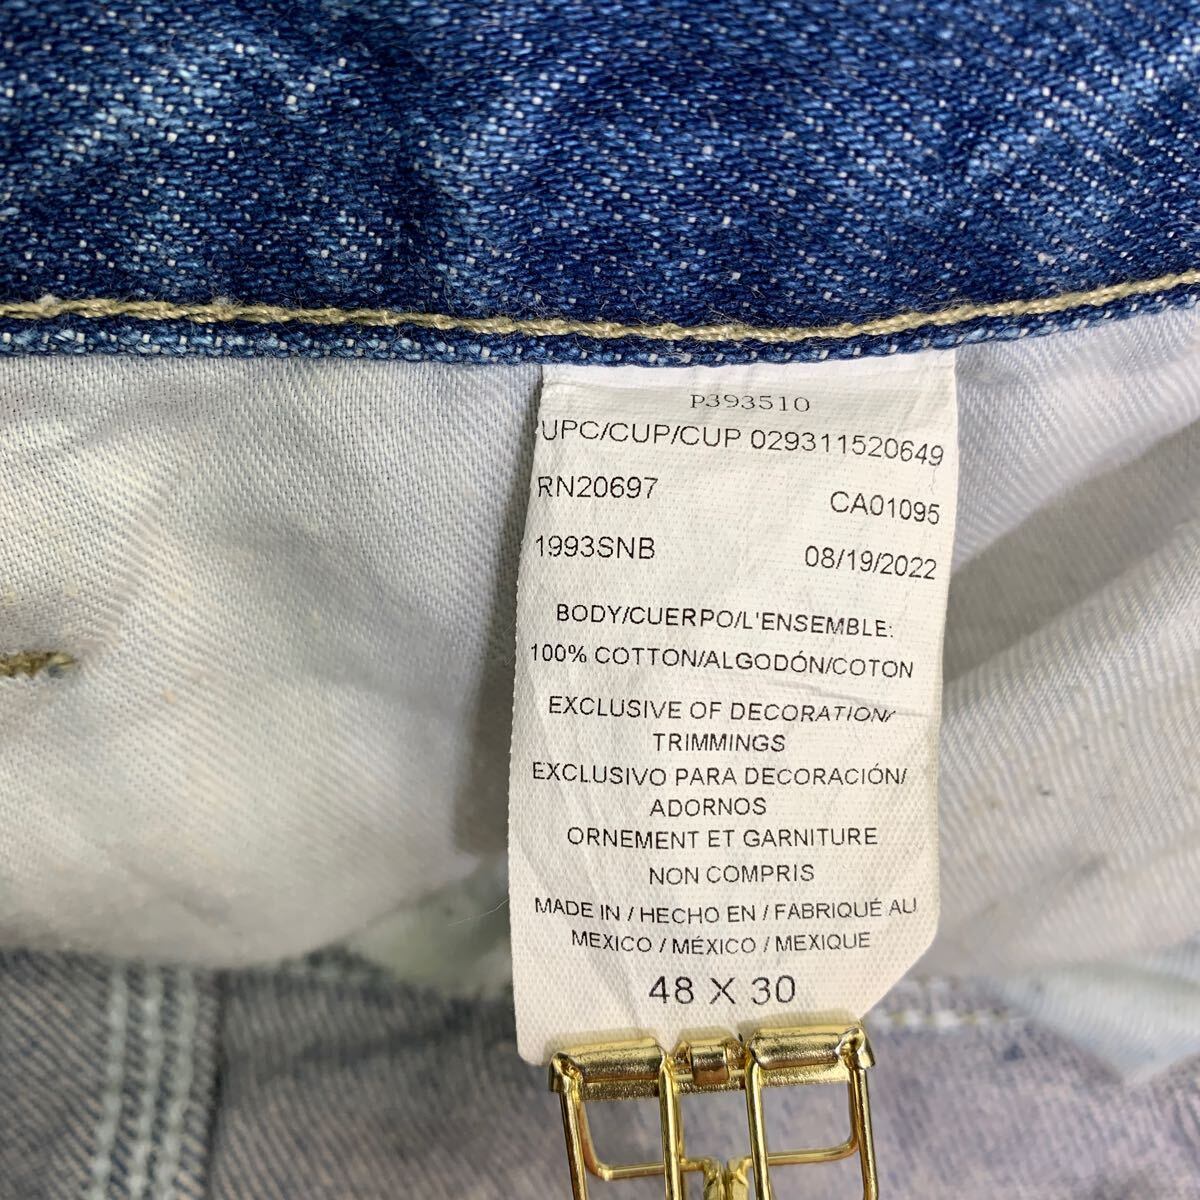 P393510
UPC/CUP/CUP 029311520649
RN20697 CA01095
1993SNB 08/19/2022
BODY/CUERPO/L'ENSEMBLE:
100% COTTON/ALGODÓN/COTON
EXCLUSIVE OF DECORATION/
TRIMMINGS
EXCLUSIVO PARA DECORACIÓN/
ADORNOS
ORNEMENT ET GARNITURE
NON COMPRIS
MADE IN / HECHO EN / FABRIQUÉ AU
MEXICO / MÉXICO / MEXIQUE
48 X 30